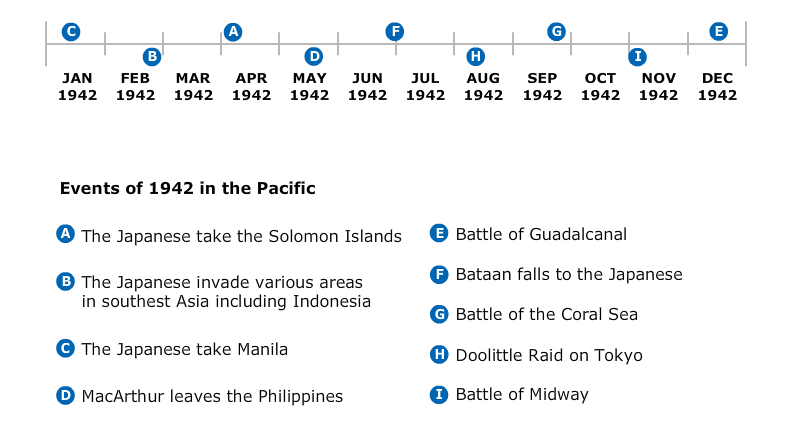 C A F G E
B D H I
JAN FEB MAR APR MAY JUN JUL AUG SEP OCT NOV DEC
1942 1942 1942 1942 1942 1942 1942 1942 1942 1942 1942 1942
Events of 1942 in the Pacific
A The Japanese take the Solomon Islands
B The Japanese invade various areas
in southest Asia including Indonesia
C The Japanese take Manila
D MacArthur leaves the Philippines
E Battle of Guadalcanal
F Bataan falls to the Japanese
G Battle of the Coral Sea
H Doolittle Raid on Tokyo
I Battle of Midway